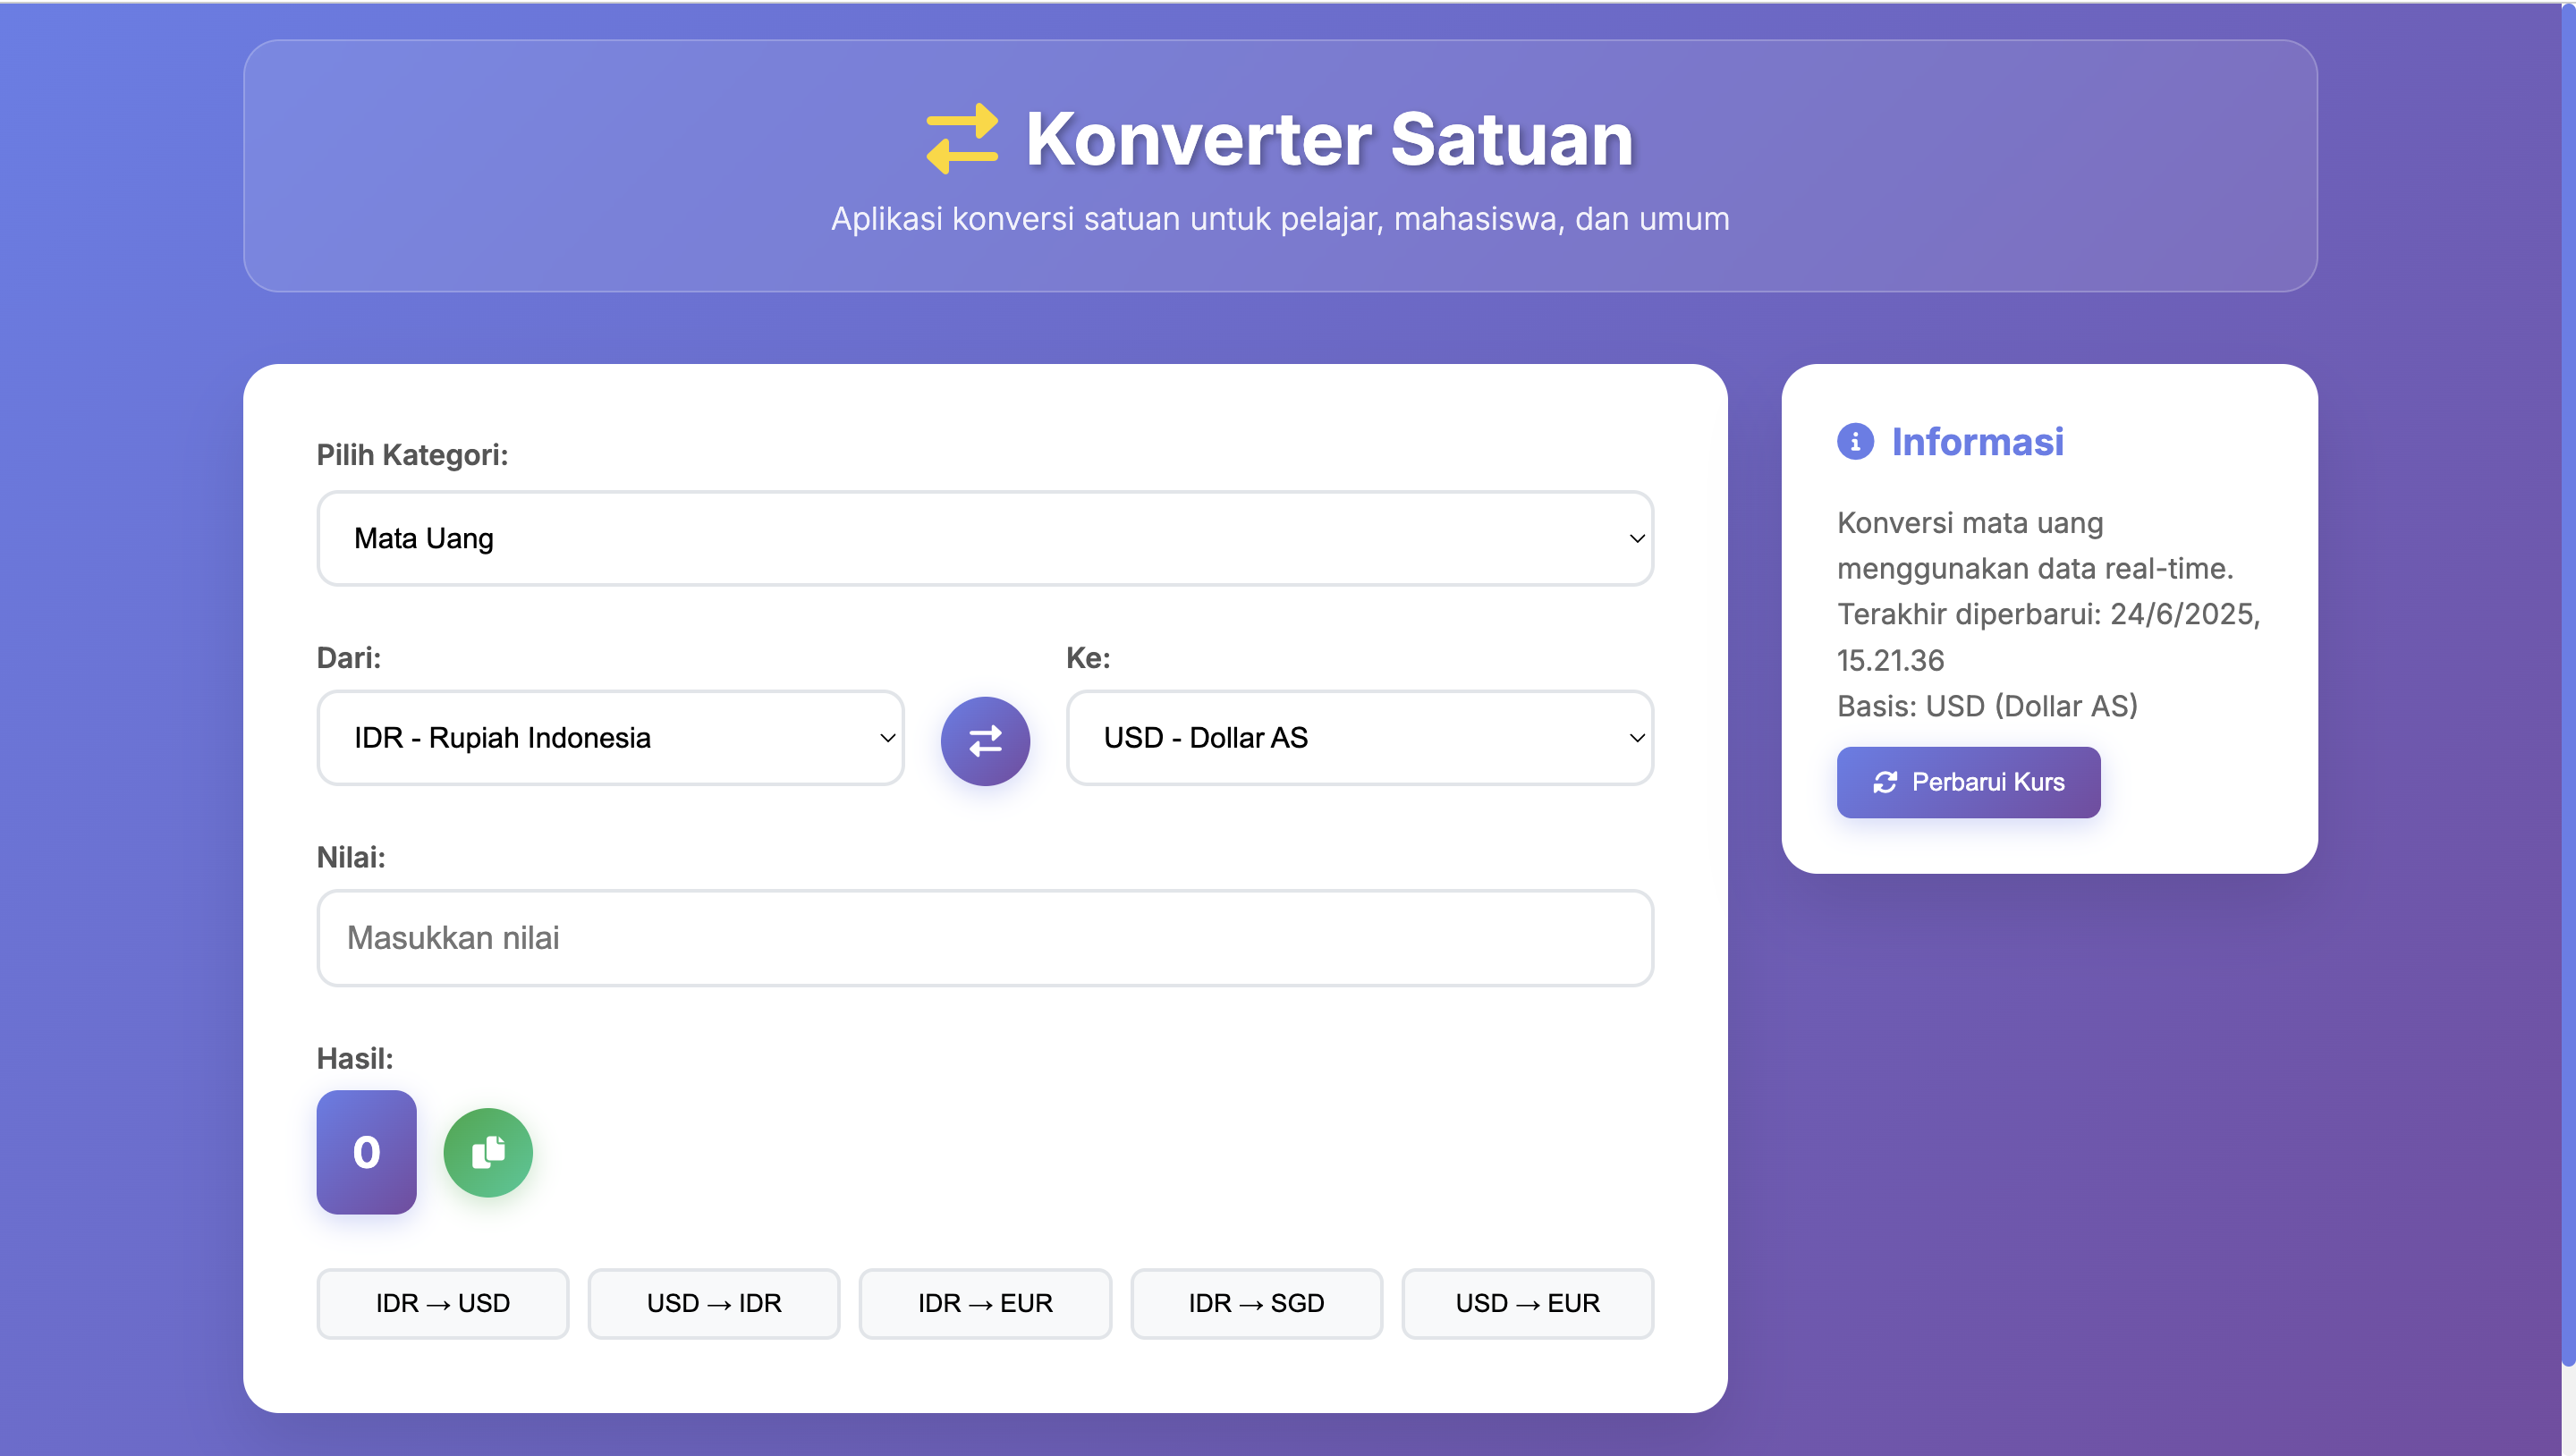 Konverter Satuan
Aplikasi konversi satuan untuk pelajar, mahasiswa, dan umum
Pilih Kategori:
Mata Uang
Dari:
IDR - Rupiah Indonesia
Ke:
USD - Dollar AS
Nilai:
Masukkan nilai
Hasil:
0
IDR → USD
USD → IDR
IDR → EUR
IDR → SGD
USD → EUR
Informasi
Konversi mata uang
menggunakan data real-time.
Terakhir diperbarui: 24/6/2025,
15.21.36
Basis: USD (Dollar AS)
Perbarui Kurs